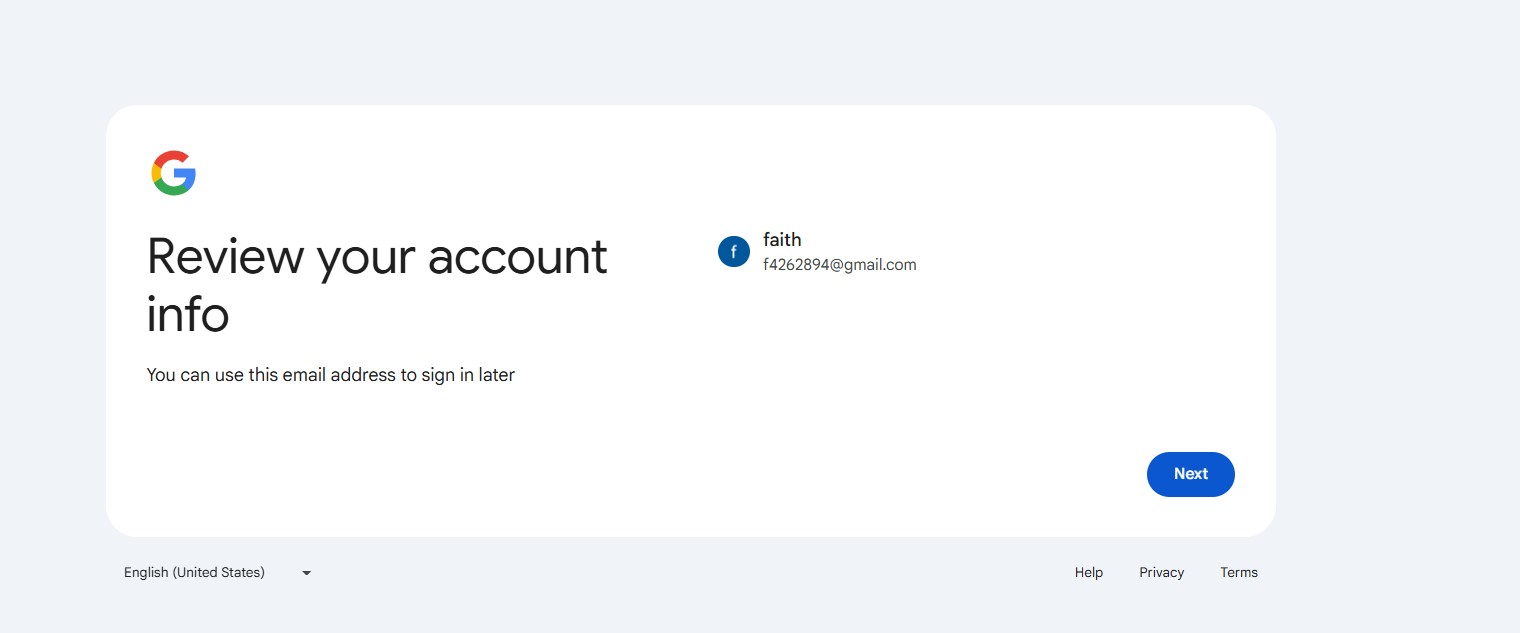 Review your account
info
You can use this email address to sign in later
f
faith
f4262894@gmail.com
Next
English (United States)
Help
Privacy
Terms